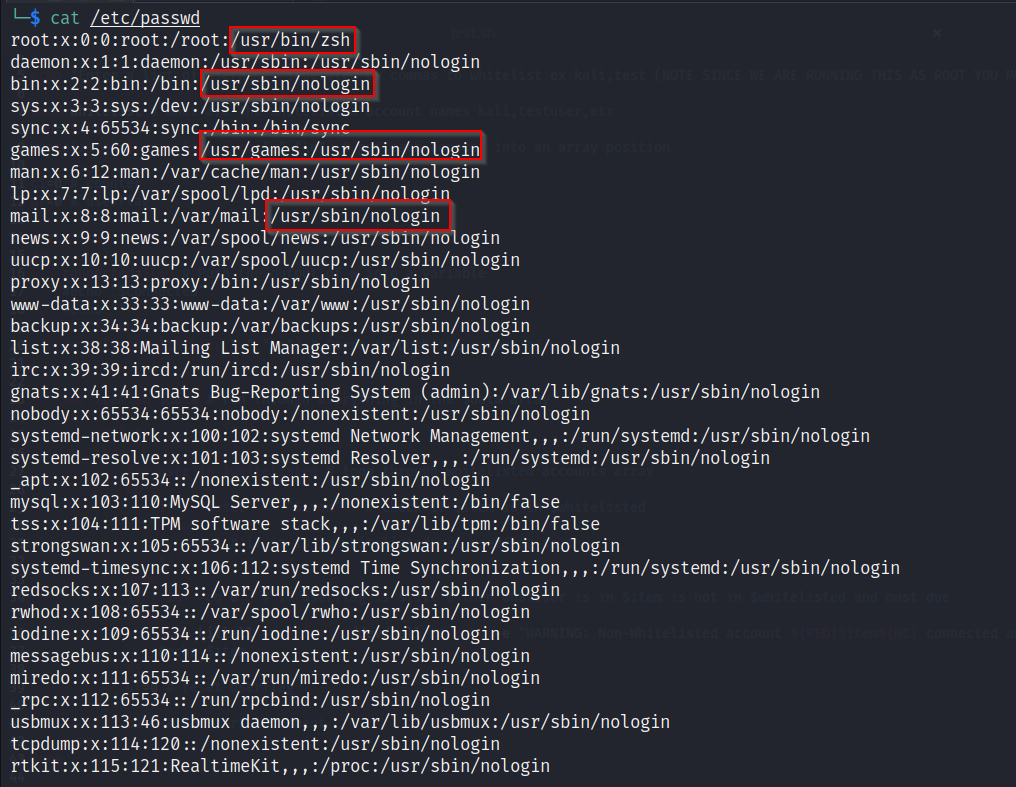 └─$ cat /etc/passwd
root:x:0:0:root:/root:/usr/bin/zsh
daemon:x:1:1:daemon:/usr/sbin:/usr/sbin/nologin
bin:x:2:2:bin:/bin:/usr/sbin/nologin
sys:x:3:3:sys:/dev:/usr/sbin/nologin
sync:x:4:65534:sync:/bin:/bin/sync
games:x:5:60:games:/usr/games:/usr/sbin/nologin
man:x:6:12:man:/var/cache/man:/usr/sbin/nologin
lp:x:7:7:lp:/var/spool/lpd:/usr/sbin/nologin
mail:x:8:8:mail:/var/mail:/usr/sbin/nologin
news:x:9:9:news:/var/spool/news:/usr/sbin/nologin
uucp:x:10:10:uucp:/var/spool/uucp:/usr/sbin/nologin
proxy:x:13:13:proxy:/bin:/usr/sbin/nologin
www-data:x:33:33:www-data:/var/www:/usr/sbin/nologin
backup:x:34:34:backup:/var/backups:/usr/sbin/nologin
list:x:38:38:Mailing List Manager:/var/list:/usr/sbin/nologin
irc:x:39:39:ircd:/run/ircd:/usr/sbin/nologin
gnats:x:41:41:Gnats Bug-Reporting System (admin):/var/lib/gnats:/usr/sbin/nologin
nobody:x:65534:65534:nobody:/nonexistent:/usr/sbin/nologin
systemd-network:x:100:102:systemd Network Management,,,:/run/systemd:/usr/sbin/nologin
systemd-resolve:x:101:103:systemd Resolver,,,:/run/systemd:/usr/sbin/nologin
_apt:x:102:65534::/nonexistent:/usr/sbin/nologin
mysql:x:103:110:MySQL Server,,,:/nonexistent:/bin/false
tss:x:104:111:TPM software stack,,,:/var/lib/tpm:/bin/false
strongswan:x:105:65534::/var/lib/strongswan:/usr/sbin/nologin
systemd-timesync:x:106:112:systemd Time Synchronization,,,:/run/systemd:/usr/sbin/nologin
redsocks:x:107:113::/var/run/redsocks:/usr/sbin/nologin
rwhod:x:108:65534::/var/spool/rwho:/usr/sbin/nologin
iodine:x:109:65534::/run/iodine:/usr/sbin/nologin
messagebus:x:110:114::/nonexistent:/usr/sbin/nologin
miredo:x:111:65534::/var/run/miredo:/usr/sbin/nologin
_rpc:x:112:65534::/run/rpcbind:/usr/sbin/nologin
usbmux:x:113:46:usbmux daemon,,,:/var/lib/usbmux:/usr/sbin/nologin
tcpdump:x:114:120::/nonexistent:/usr/sbin/nologin
rtkit:x:115:121:RealtimeKit,,,:/proc:/usr/sbin/nologin